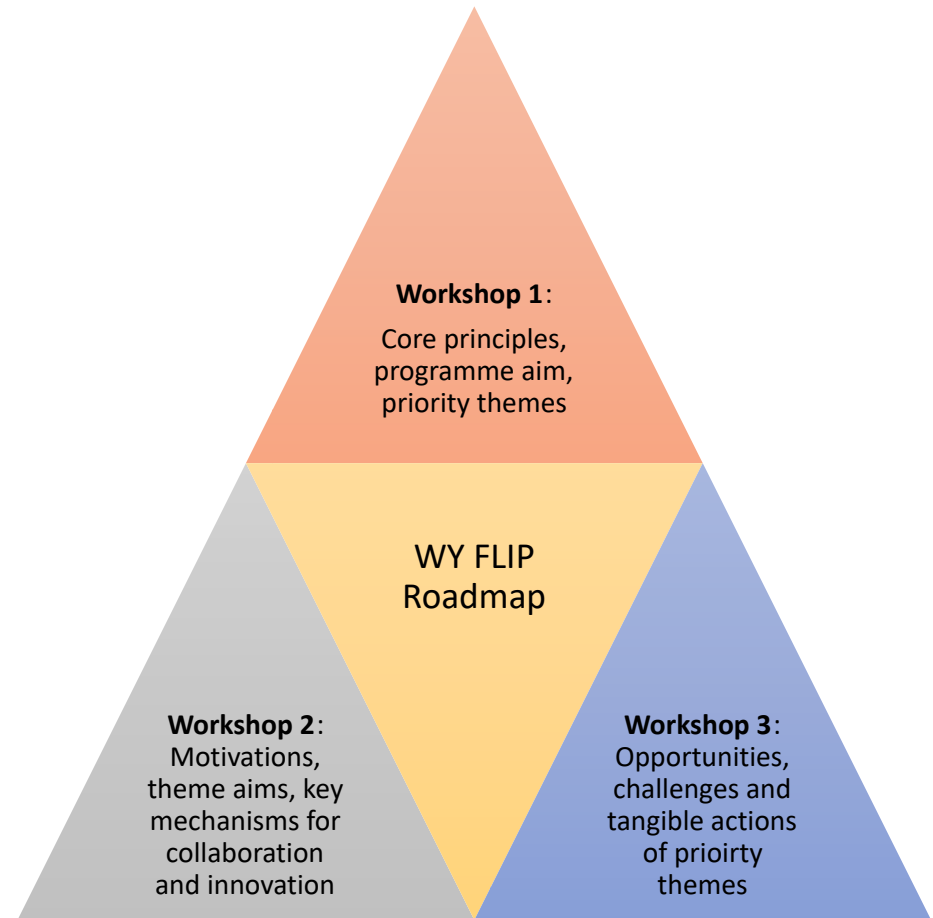 Workshop 1:
Core principles,
programme aim,
priority themes
WY FLIP
Roadmap
Workshop 2:
Motivations,
theme aims, key
mechanisms for
collaboration
and innovation
Workshop 3:
Opportunities,
challenges and
tangible actions
of prioirty
themes